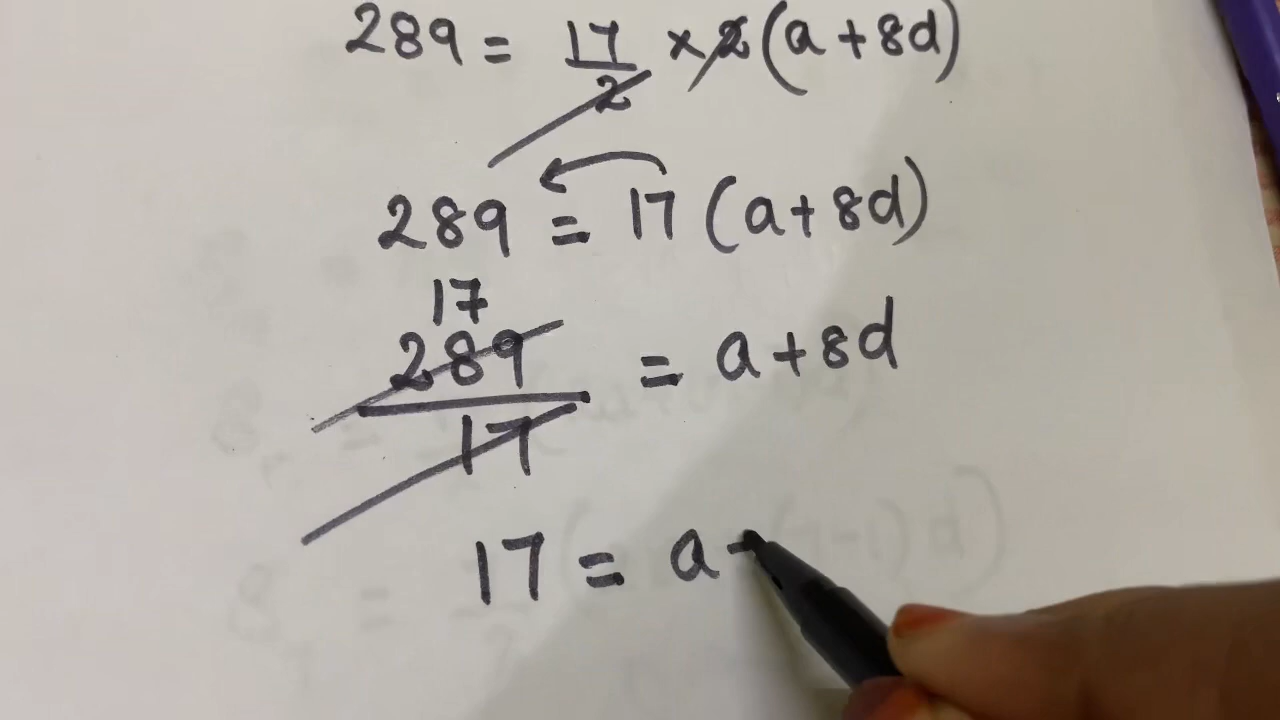 289 = 17/2 × 2 (a + 8d)
289 = 17 (a + 8d)
17
289/17 = a + 8d
17 = a -